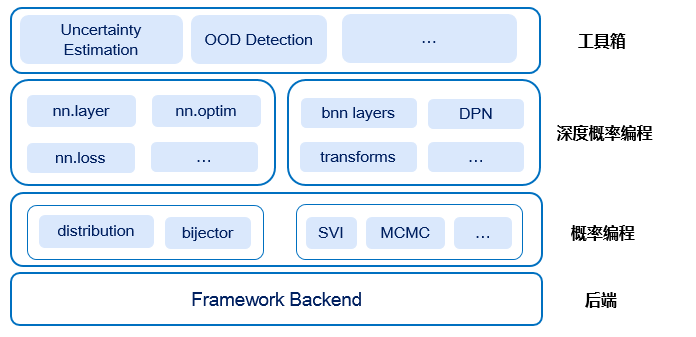 Uncertainty
Estimation
OOD Detection
…
工具箱
nn.layer
nn.optim
nn.loss
…
bnn layers
DPN
transforms
…
深度概率编程
distribution
bijector
SVI
MCMC
…
概率编程
Framework Backend
后端